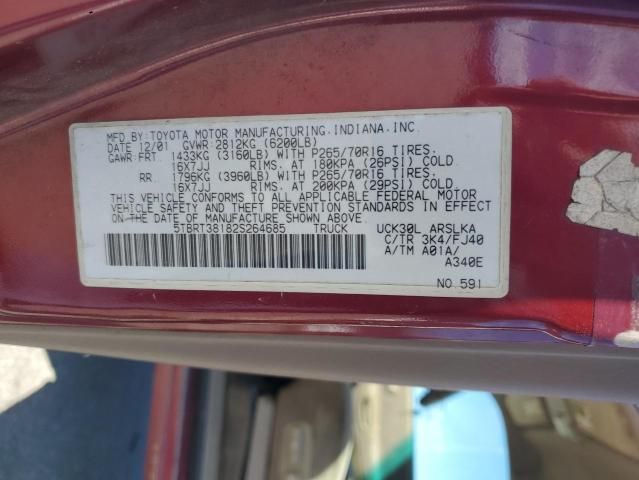 MFD.BY:TOYOTA MOTOR MANUFACTURING,INDIANA,INC.
DATE 12/01 GVWR:2812KG (6200LB)
GAWR:FRT. 1433KG (3160LB) WITH P265/70R16 TIRES,
16X7JJ RIMS. AT 180KPA (26PSI) COLD
RR. 1796KG (3960LB) WITH P265/70R16 TIRES,
16X7JJ RIMS. AT 200KPA (29PSI) COLD
THIS VEHICLE CONFORMS TO ALL APPLICABLE FEDERAL MOTOR
VEHICLE SAFETY AND THEFT PREVENTION STANDARDS IN EFFECT
ON THE DATE OF MANUFACTURE SHOWN ABOVE.
5TBRT38182S264685 TRUCK UCK30L ARSLKA
C/TR 3K4/FJ40
A/TM A01A/
A340E
NO 591